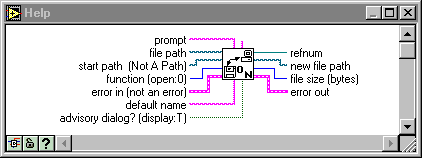 Help
prompt
file path
refnum
start path (Not A Path)
new file path
function (open:0)
file size (bytes)
error in (not an error)
error out
default name
advisory dialog? (display:T)
0
N
?